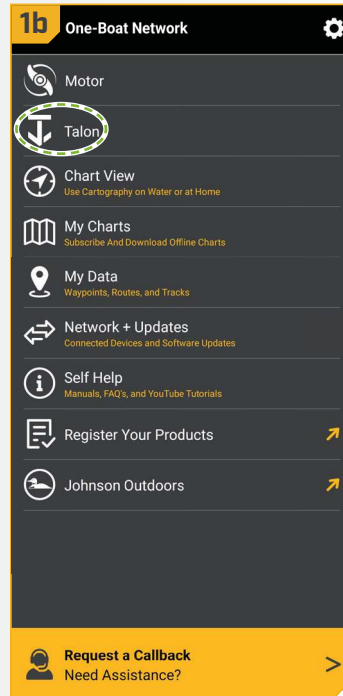 1b
One-Boat Network
Motor
Talon
Chart View
Use Cartography on Water or at Home
My Charts
Subscribe And Download Offline Charts
My Data
Waypoints, Routes, and Tracks
Network + Updates
Connected Devices and Software Updates
Self Help
Manuals, FAQ's, and YouTube Tutorials
Register Your Products
Johnson Outdoors
Request a Callback
Need Assistance?